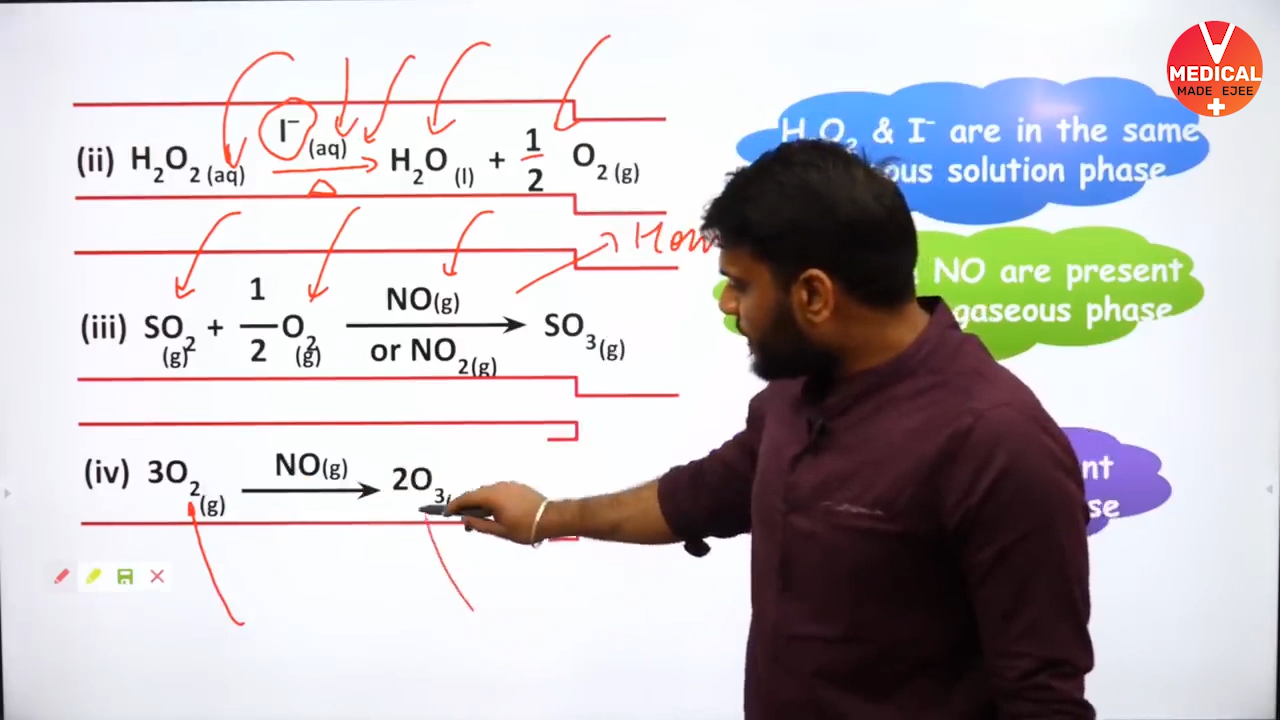 MEDICAL
MADE EJEE
(ii) H₂O₂ (aq) I⁻ (aq) → H₂O (l) + 1/2 O₂ (g)
Δ
H₂O₂ & I⁻ are in the same
ous solution phase
Hom
(iii) SO₂ (g) + 1/2 O₂ (g) NO(g) → SO₃ (g)
or NO₂ (g)
NO are present
gaseous phase
(iv) 3O₂ (g) NO(g) → 2O₃
nt
se